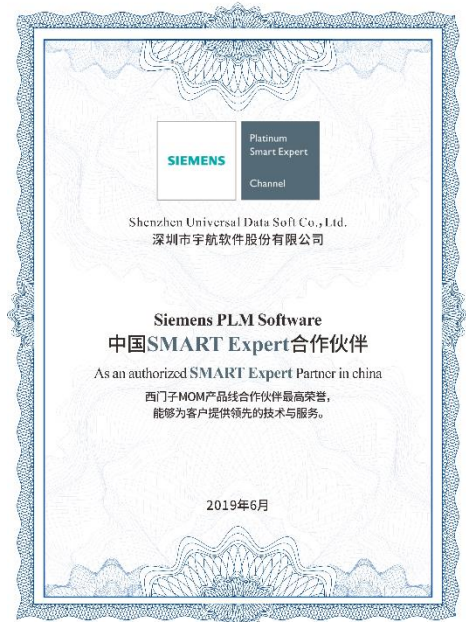 SIEMENS
Platinum
Smart Expert
Channel
Shenzhen Universal Data Soft Co., Ltd.
深圳市宇航软件股份有限公司
Siemens PLM Software
中国SMART Expert合作伙伴
As an authorized SMART Expert Partner in china
西门子MOM产品线合作伙伴最高荣誉，
能够为客户提供领先的技术与服务。
2019年6月